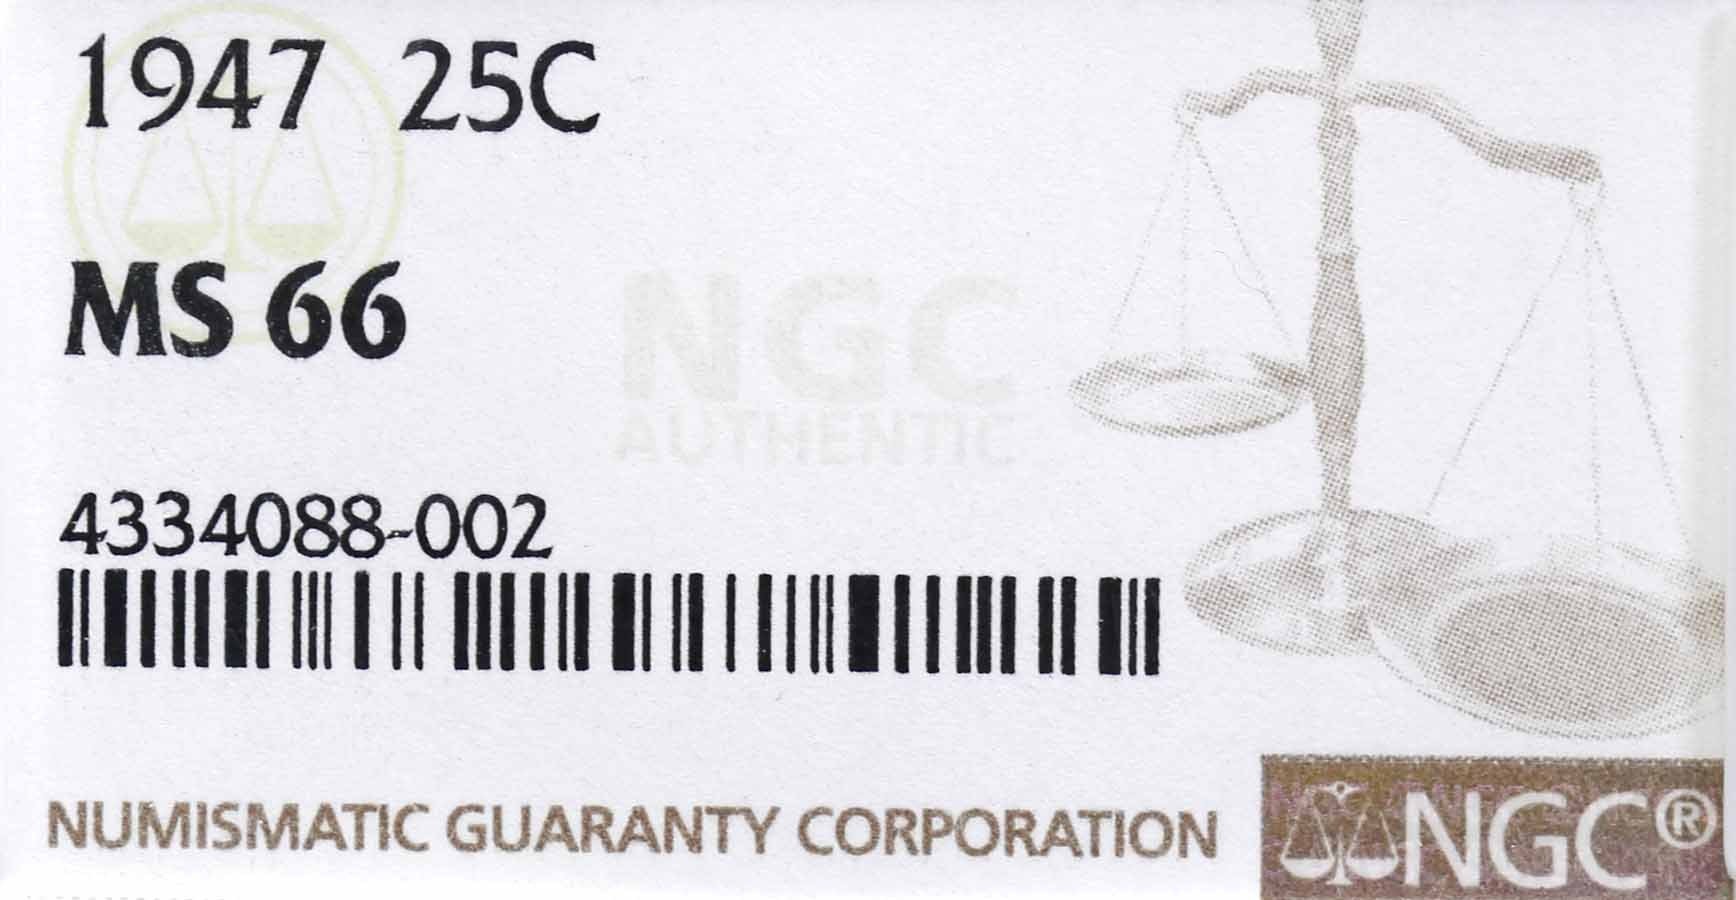 1947 25C
MS 66
NGC
AUTHENTIC
4334088-002
NUMISMATIC GUARANTY CORPORATION
NGC®